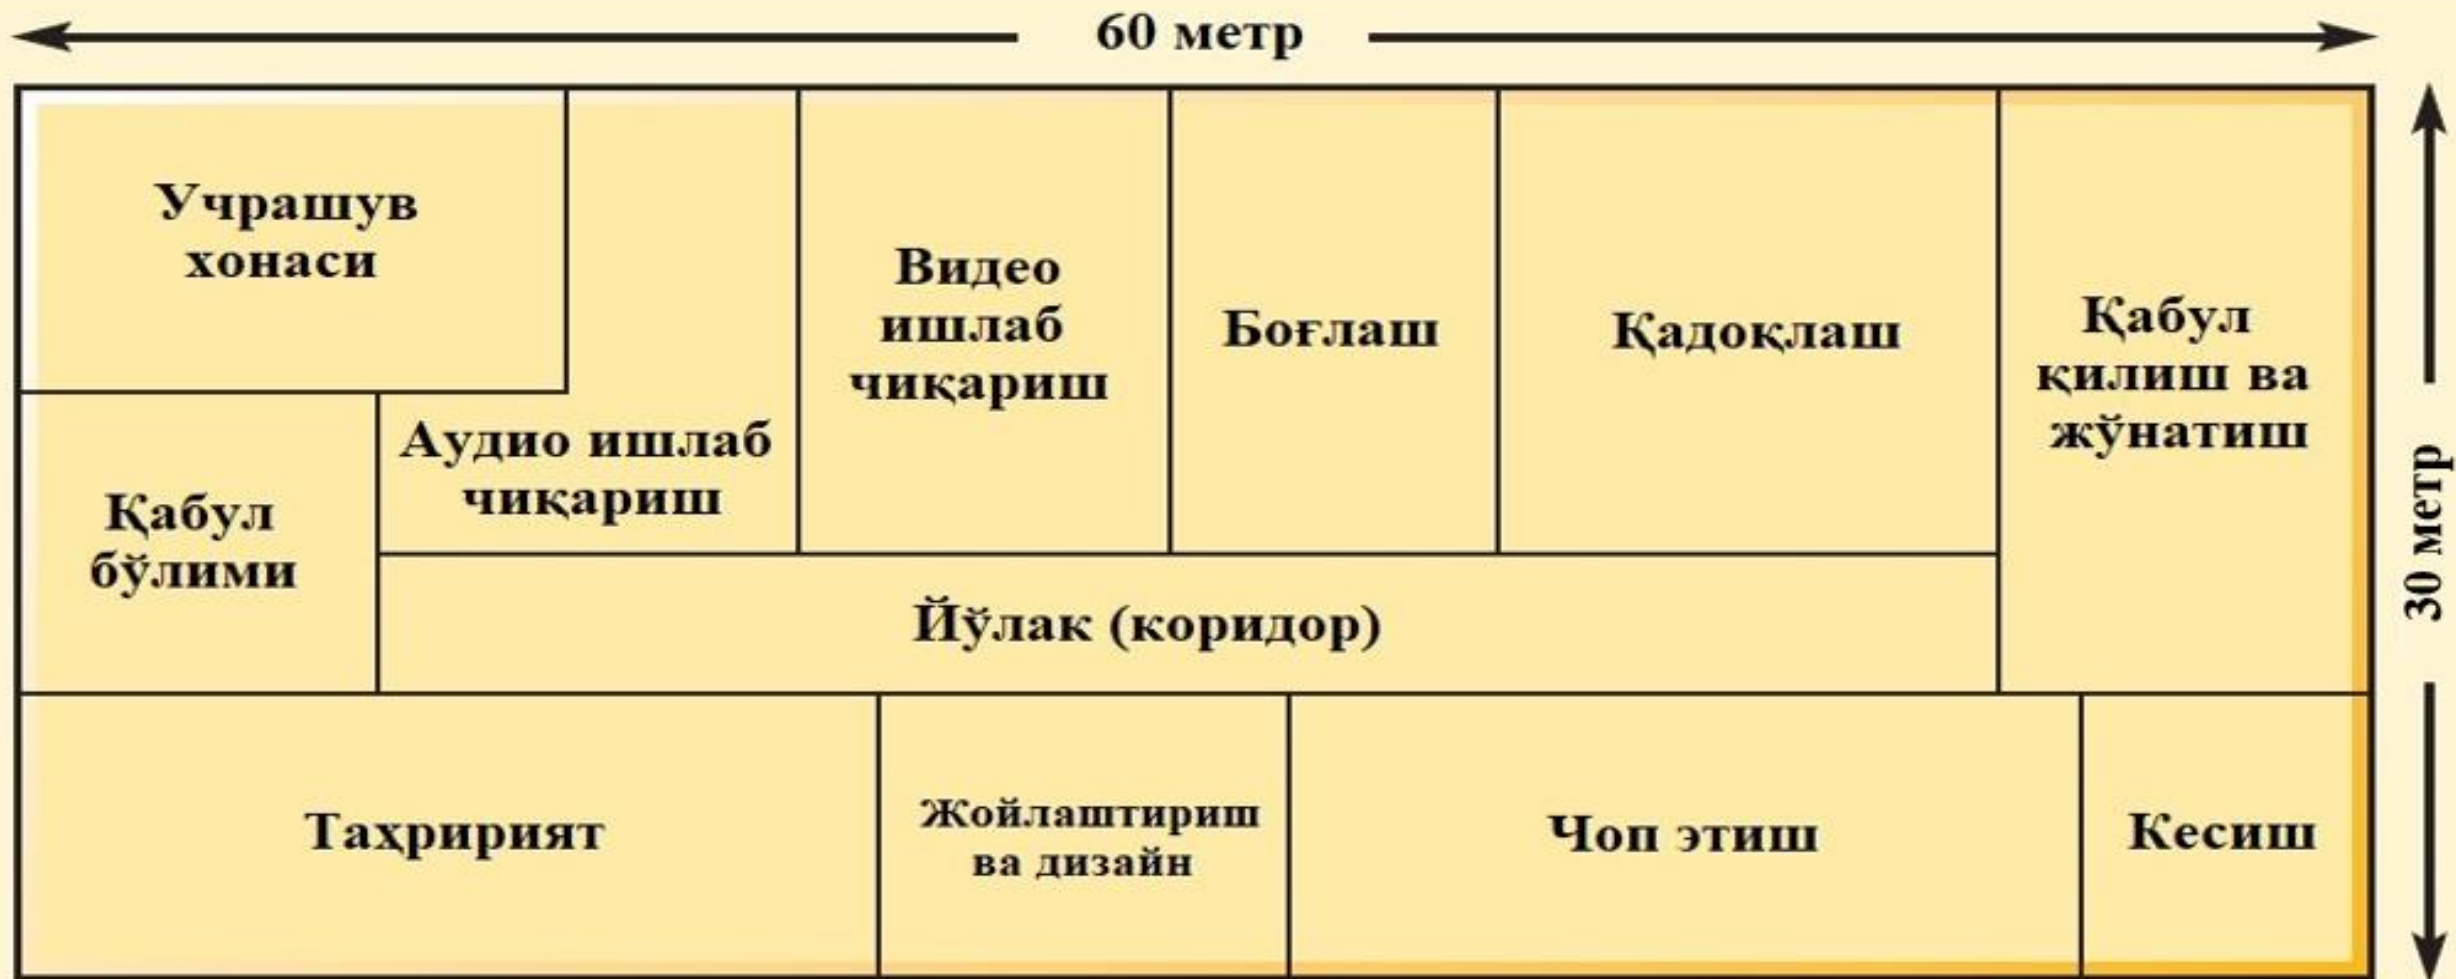 60 метр
Учрашув
хонаси
Видео
ишлаб
чиқариш
Боғлаш
Қадоқлаш
Қабул
қилиш ва
жўнатиш
30 метр
Аудио ишлаб
чиқариш
Қабул
бўлими
Йўлак (коридор)
Таҳририят
Жойлаштириш
ва дизайн
Чоп этиш
Кесиш